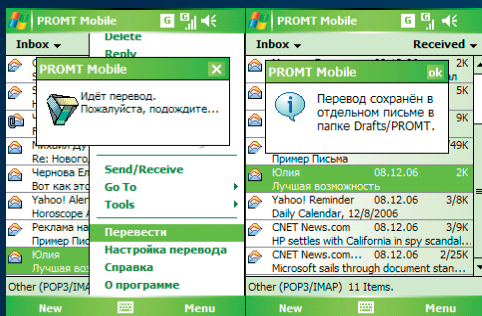 PROMT Mobile
G
Inbox
Delete
Reply
PROMT Mobile
Идёт перевод.
Пожалуйста, подождите...
Re: Нового
Чернова Ел
Вот как это
Yahoo! Aler
Horoscope A
Реклама на
Пример Пис
Юлия
Лучшая воз
Send/Receive
Go To
Tools
Перевести
Настройка перевода
Справка
О программе
Other (POP3/IMA
New
Menu
PROMT Mobile
G
Inbox
Received
2K
PROMT Mobile
ok
5K
Перевод сохранён в
отдельном письме в
папке Drafts/PROMT.
9K
49K
Пример Письма
Юлия 08.12.06 2K
Лучшая возможность
Yahoo! Reminder 08.12.06 3/8K
Daily Calendar, 12/8/2006
CNET News.com 08.12.06 3/9K
HP settles with California in spy scandal...
CNET News.com... 08.12.06 2/25K
Microsoft sails through document stan...
Other (POP3/IMAP) 11 Items.
New
Menu